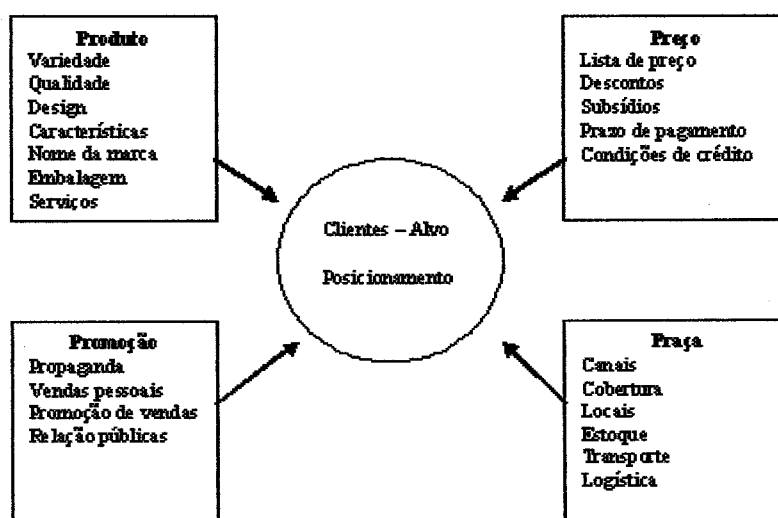 Produto
Variedade
Qualidade
Design
Características
Nome da marca
Embalagem
Serviços
Preço
Lista de preço
Descontos
Subsídios
Prazo de pagamento
Condições de crédito
Clientes – Alvo
Posicionamento
Promoção
Propaganda
Vendas pessoais
Promoção de vendas
Relação públicas
Praça
Canais
Cobertura
Locais
Estoque
Transporte
Logística